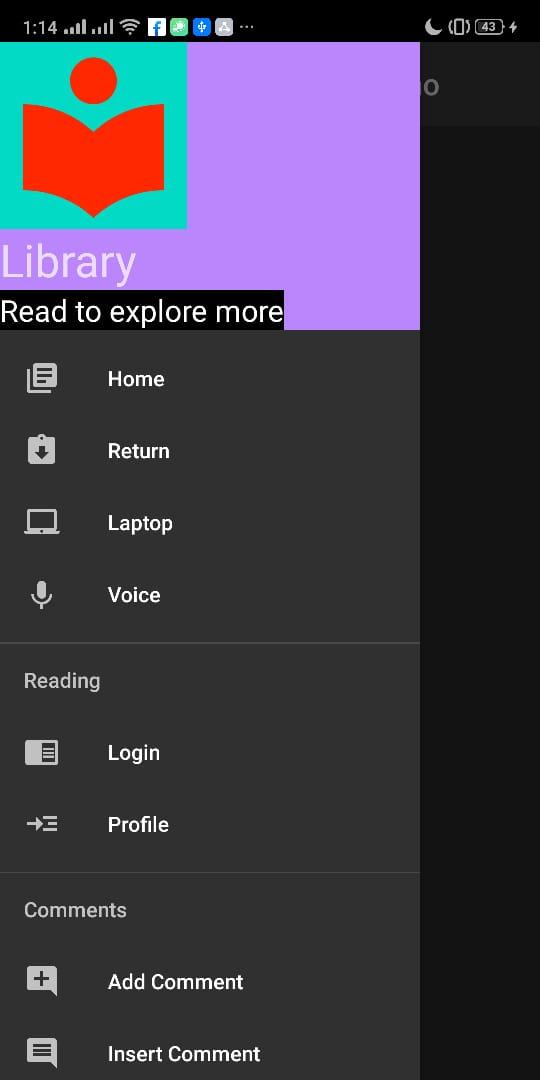 1:14
43
Library
Read to explore more
Home
Return
Laptop
Voice
Reading
Login
Profile
Comments
Add Comment
Insert Comment